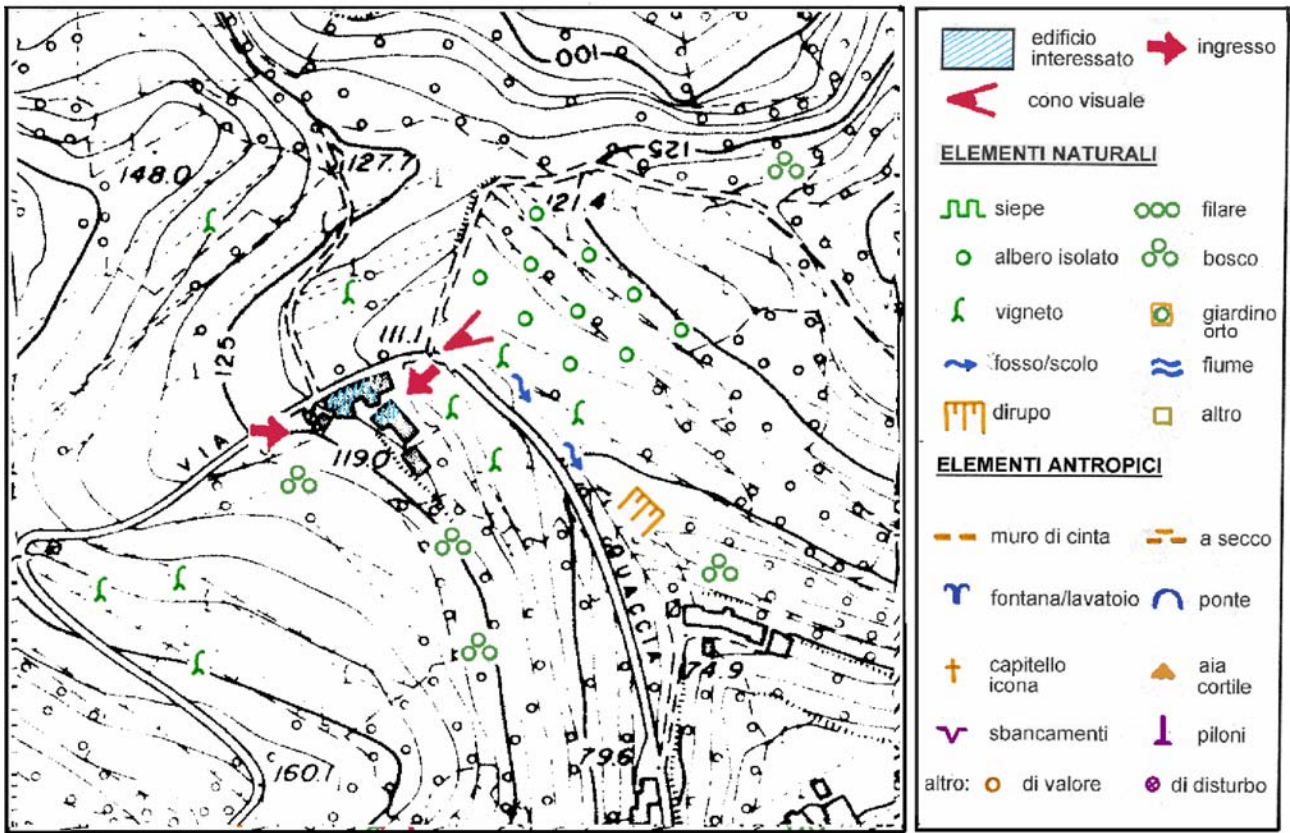 100
127.7
148.0
125
121.4
111.1
125
VIA
119.0
QUACIA
74.9
79.6
160.1
edificio
interessato
ingresso
cono visuale
ELEMENTI NATURALI
siepe
filare
albero isolato
bosco
vigneto
giardino
orto
fosso/scolo
fiume
dirupo
altro
ELEMENTI ANTROPICI
muro di cinta
a secco
fontana/lavatoio
ponte
capitello
icona
aia
cortile
sbancamenti
piloni
altro:
di valore
di disturbo